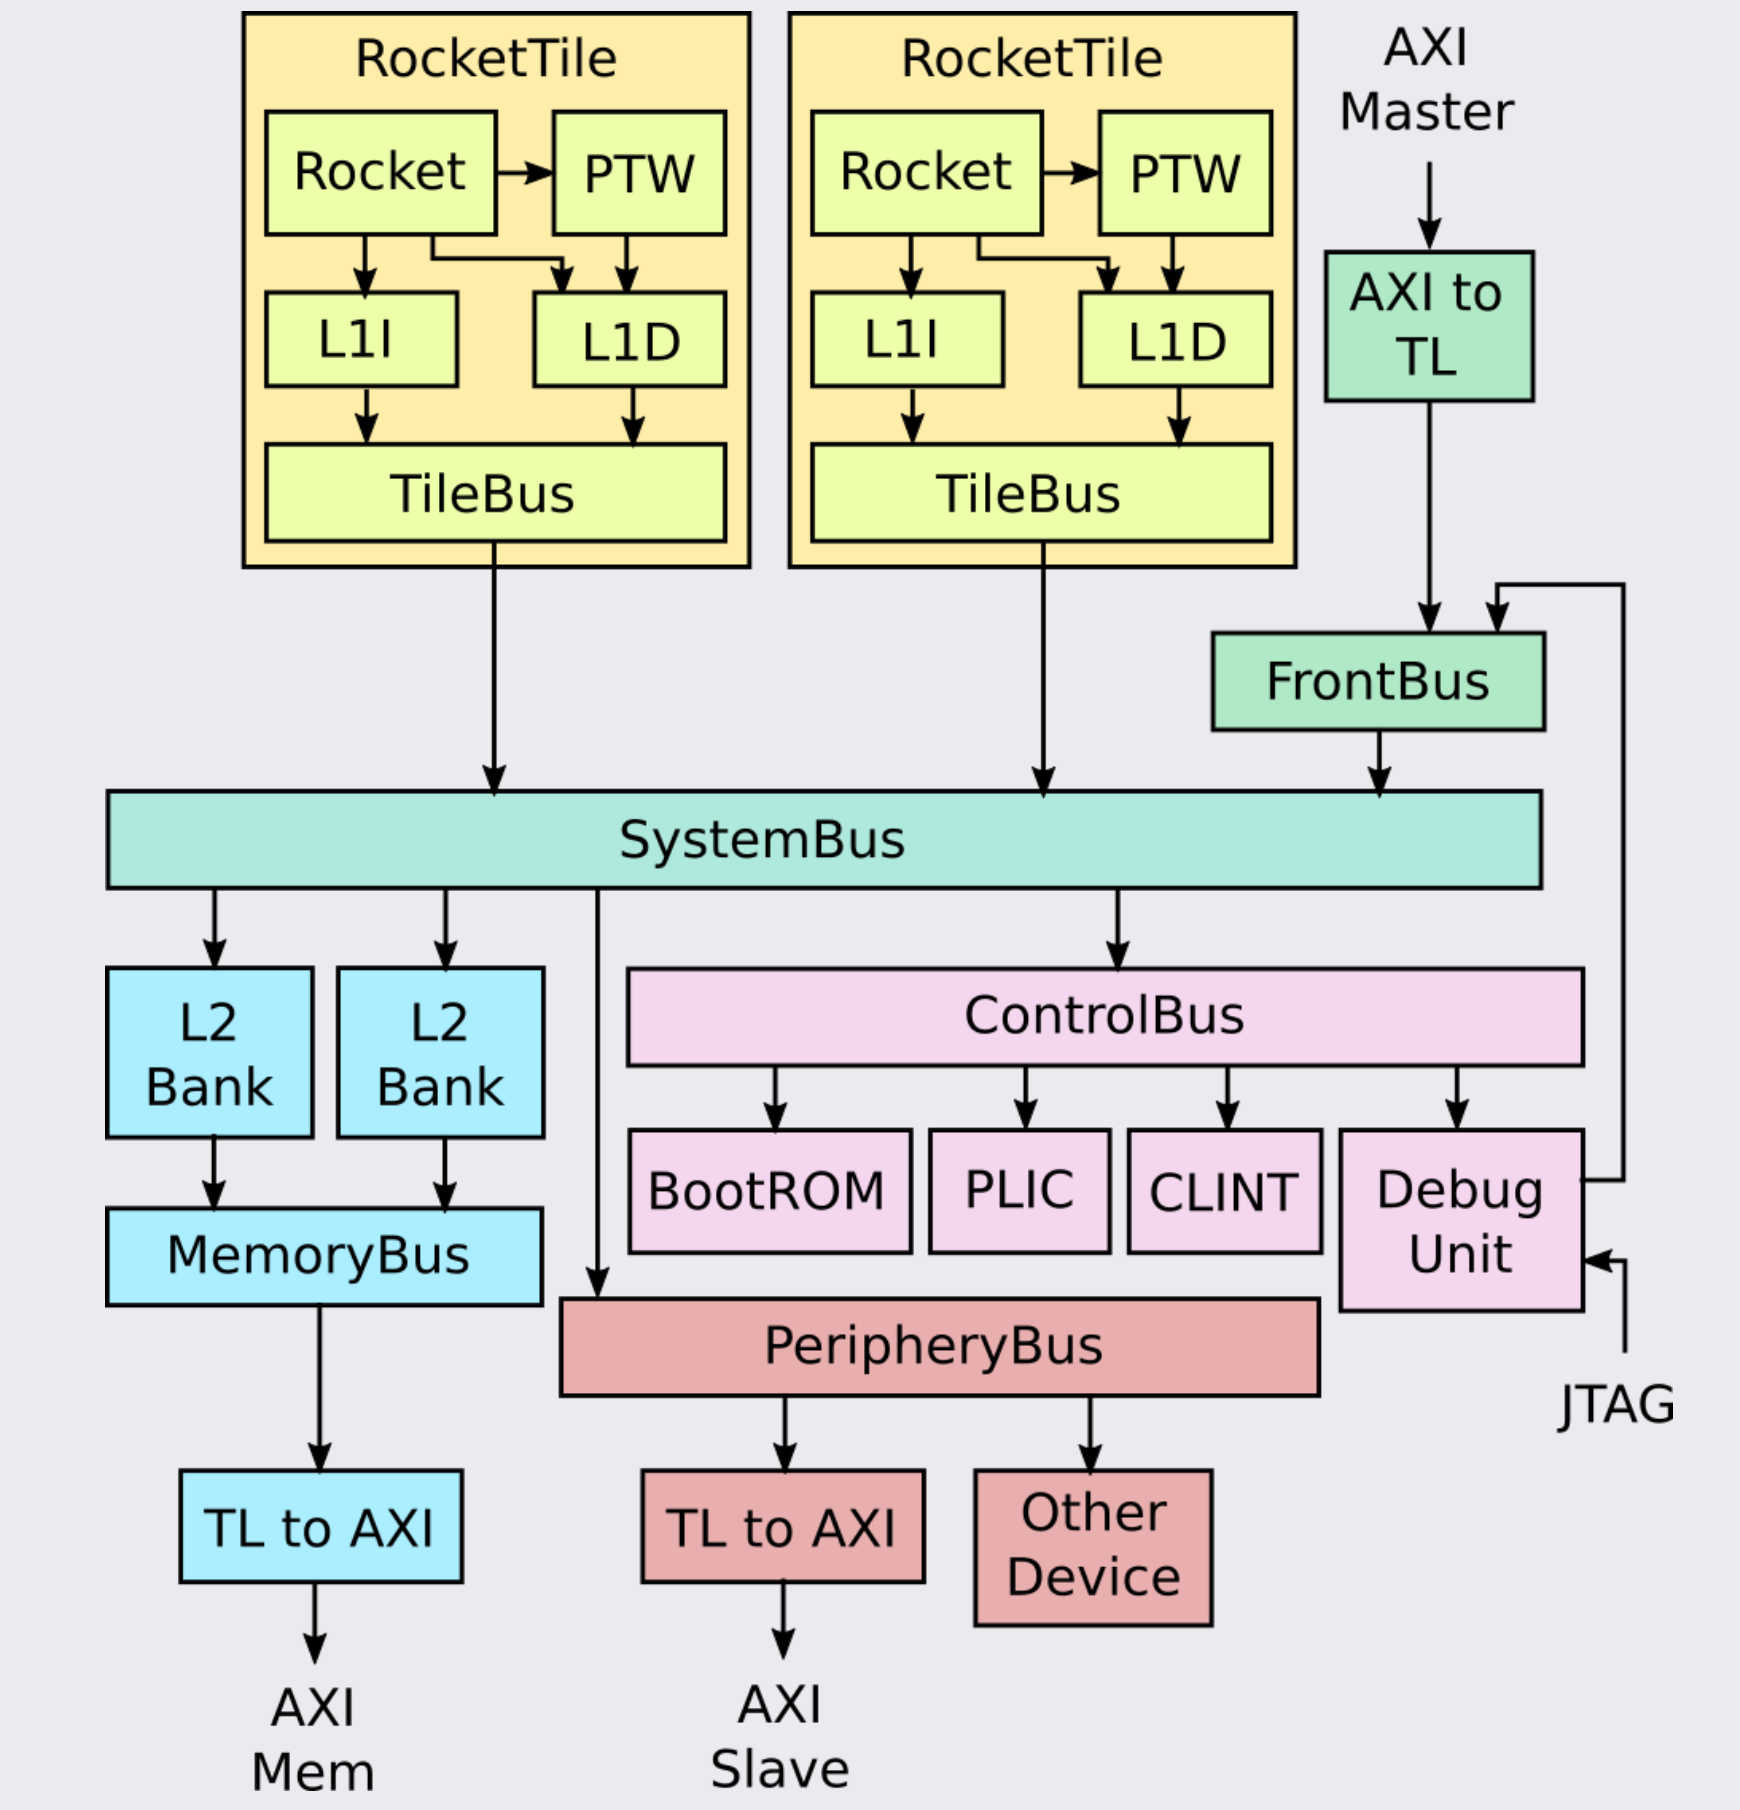 RocketTile
Rocket
PTW
L1I
L1D
TileBus
RocketTile
Rocket
PTW
L1I
L1D
TileBus
AXI
Master
AXI to
TL
FrontBus
SystemBus
L2
Bank
L2
Bank
ControlBus
BootROM
PLIC
CLINT
Debug
Unit
MemoryBus
PeripheryBus
JTAG
TL to AXI
TL to AXI
Other
Device
AXI
Mem
AXI
Slave